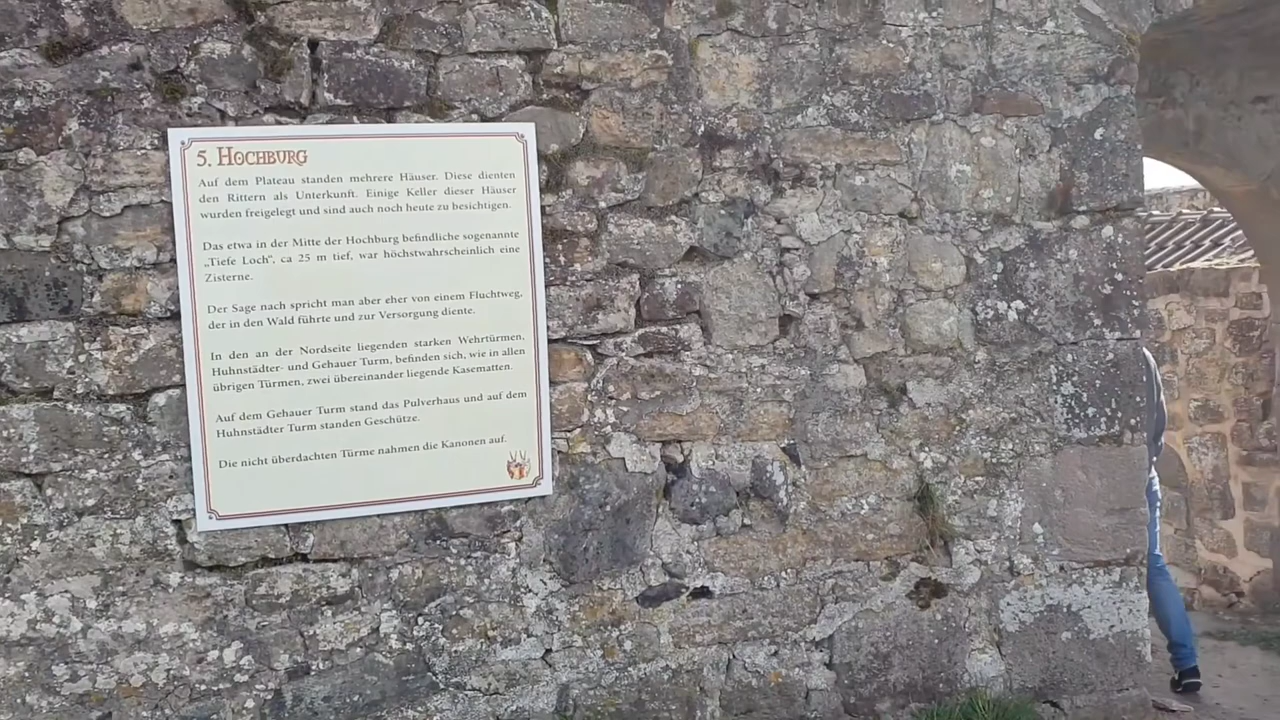 5. HOCHBURG
Auf dem Plateau standen mehrere Häuser. Diese dienten
den Rittern als Unterkunft. Einige Keller dieser Häuser
wurden freigelegt und sind auch noch heute zu besichtigen.
Das etwa in der Mitte der Hochburg befindliche sogenannte
„Tiefe Loch“, ca 25 m tief, war höchstwahrscheinlich eine
Zisterne.
Der Sage nach spricht man aber eher von einem Fluchtweg,
der in den Wald führte und zur Versorgung diente.
In den an der Nordseite liegenden starken Wehrtürmen,
Huhnstädter- und Gehauer Turm, befinden sich, wie in allen
übrigen Türmen, zwei übereinander liegende Kasematten.
Auf dem Gehauer Turm stand das Pulverhaus und auf dem
Huhnstädter Turm standen Geschütze.
Die nicht überdachten Türme nahmen die Kanonen auf.